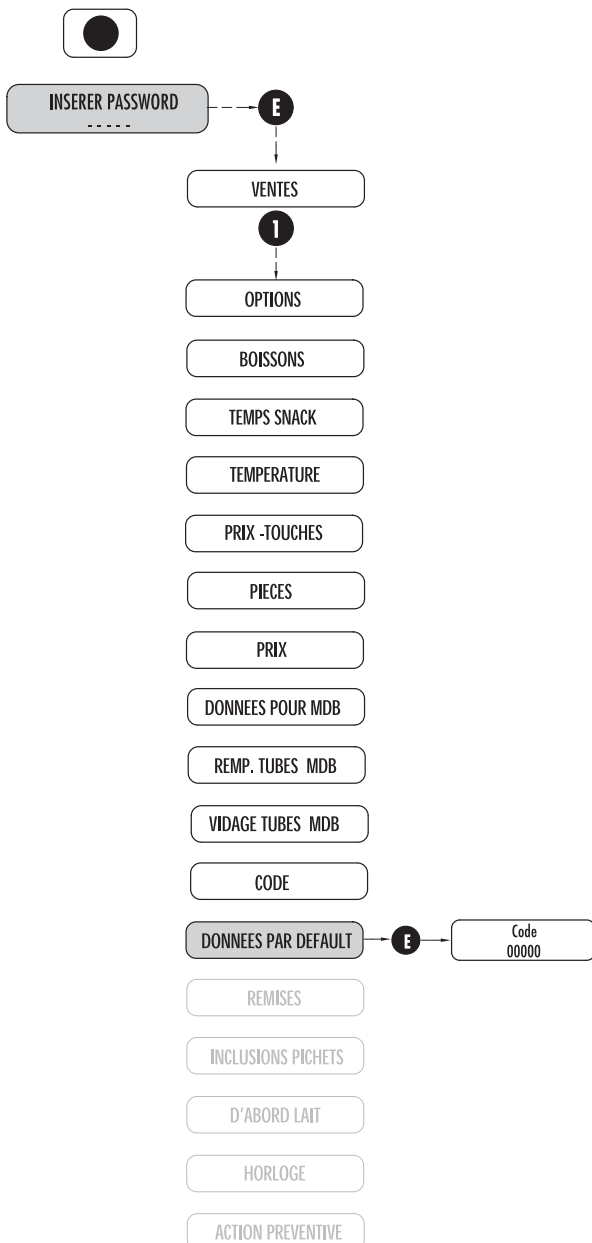 INSERER PASSWORD
- - - - -
E
VENTES
1
OPTIONS
BOISSONS
TEMPS SNACK
TEMPERATURE
PRIX -TOUCHES
PIECES
PRIX
DONNEES POUR MDB
REMP. TUBES MDB
VIDAGE TUBES MDB
CODE
DONNEES PAR DEFAULT
E
Code
00000
REMISES
INCLUSIONS PICHETS
D'ABORD LAIT
HORLOGE
ACTION PREVENTIVE